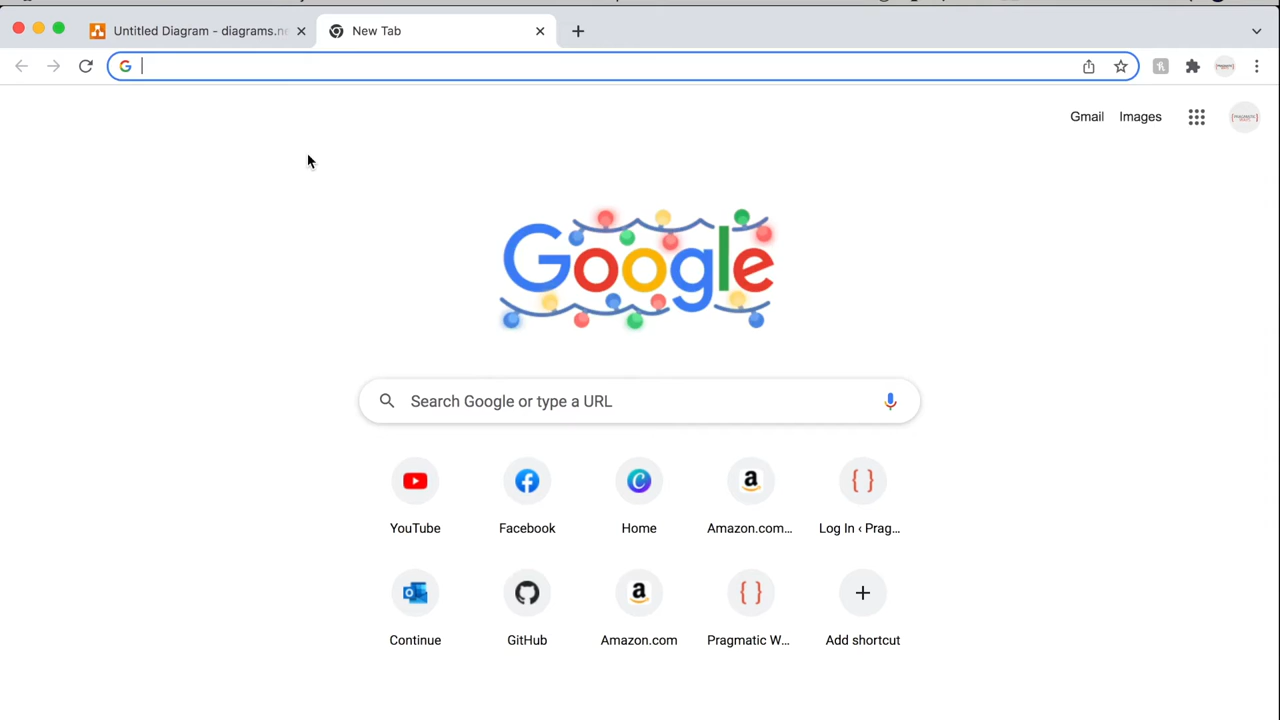 Untitled Diagram - diagrams.ne
New Tab
Gmail
Images
Google
Search Google or type a URL
YouTube
Facebook
Home
Amazon.com...
Log In ‹ Prag...
Continue
GitHub
Amazon.com
Pragmatic W...
Add shortcut